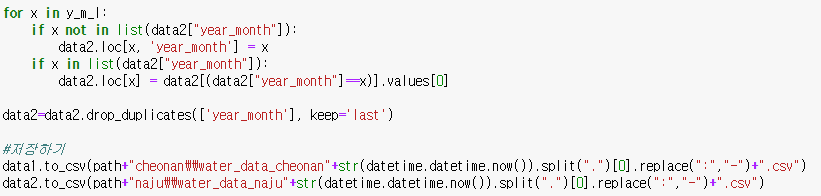 for x in y_m_l:
    if x not in list(data2["year_month"]):
        data2.loc[x, 'year_month'] = x
    if x in list(data2["year_month"]):
        data2.loc[x] = data2[(data2["year_month"]==x)].values[0]

data2=data2.drop_duplicates(['year_month'], keep='last')

#저장하기
data1.to_csv(path+"cheonan₩₩water_data_cheonan"+str(datetime.datetime.now()).split(".")[0].replace(":","-")+".csv")
data2.to_csv(path+"naju₩₩water_data_naju"+str(datetime.datetime.now()).split(".")[0].replace(":","-")+".csv")